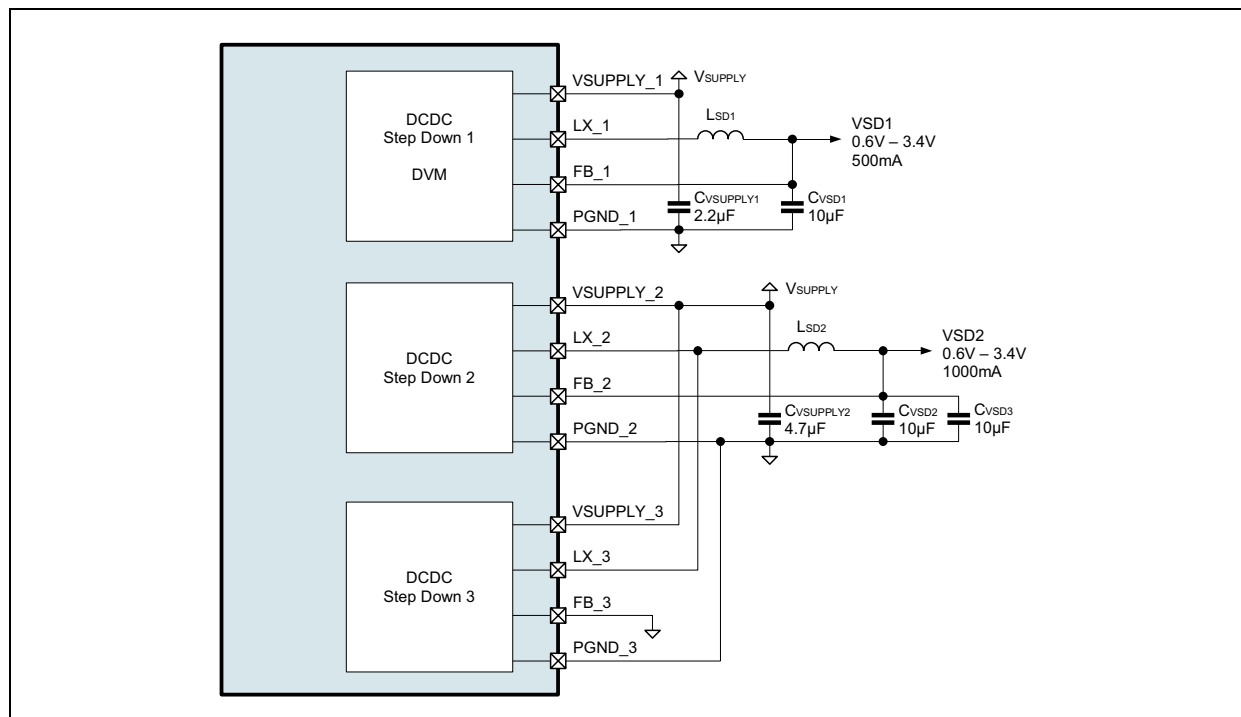 DCDC
Step Down 1
DVM
VSUPPLY_1
LX_1
FB_1
PGND_1
VSUPPLY
LSD1
VSD1
0.6V – 3.4V
500mA
CVSUPPLY1
2.2µF
CVSD1
10µF
DCDC
Step Down 2
VSUPPLY_2
LX_2
FB_2
PGND_2
VSUPPLY
LSD2
VSD2
0.6V – 3.4V
1000mA
CVSUPPLY2
4.7µF
CVSD2
10µF
CVSD3
10µF
DCDC
Step Down 3
VSUPPLY_3
LX_3
FB_3
PGND_3